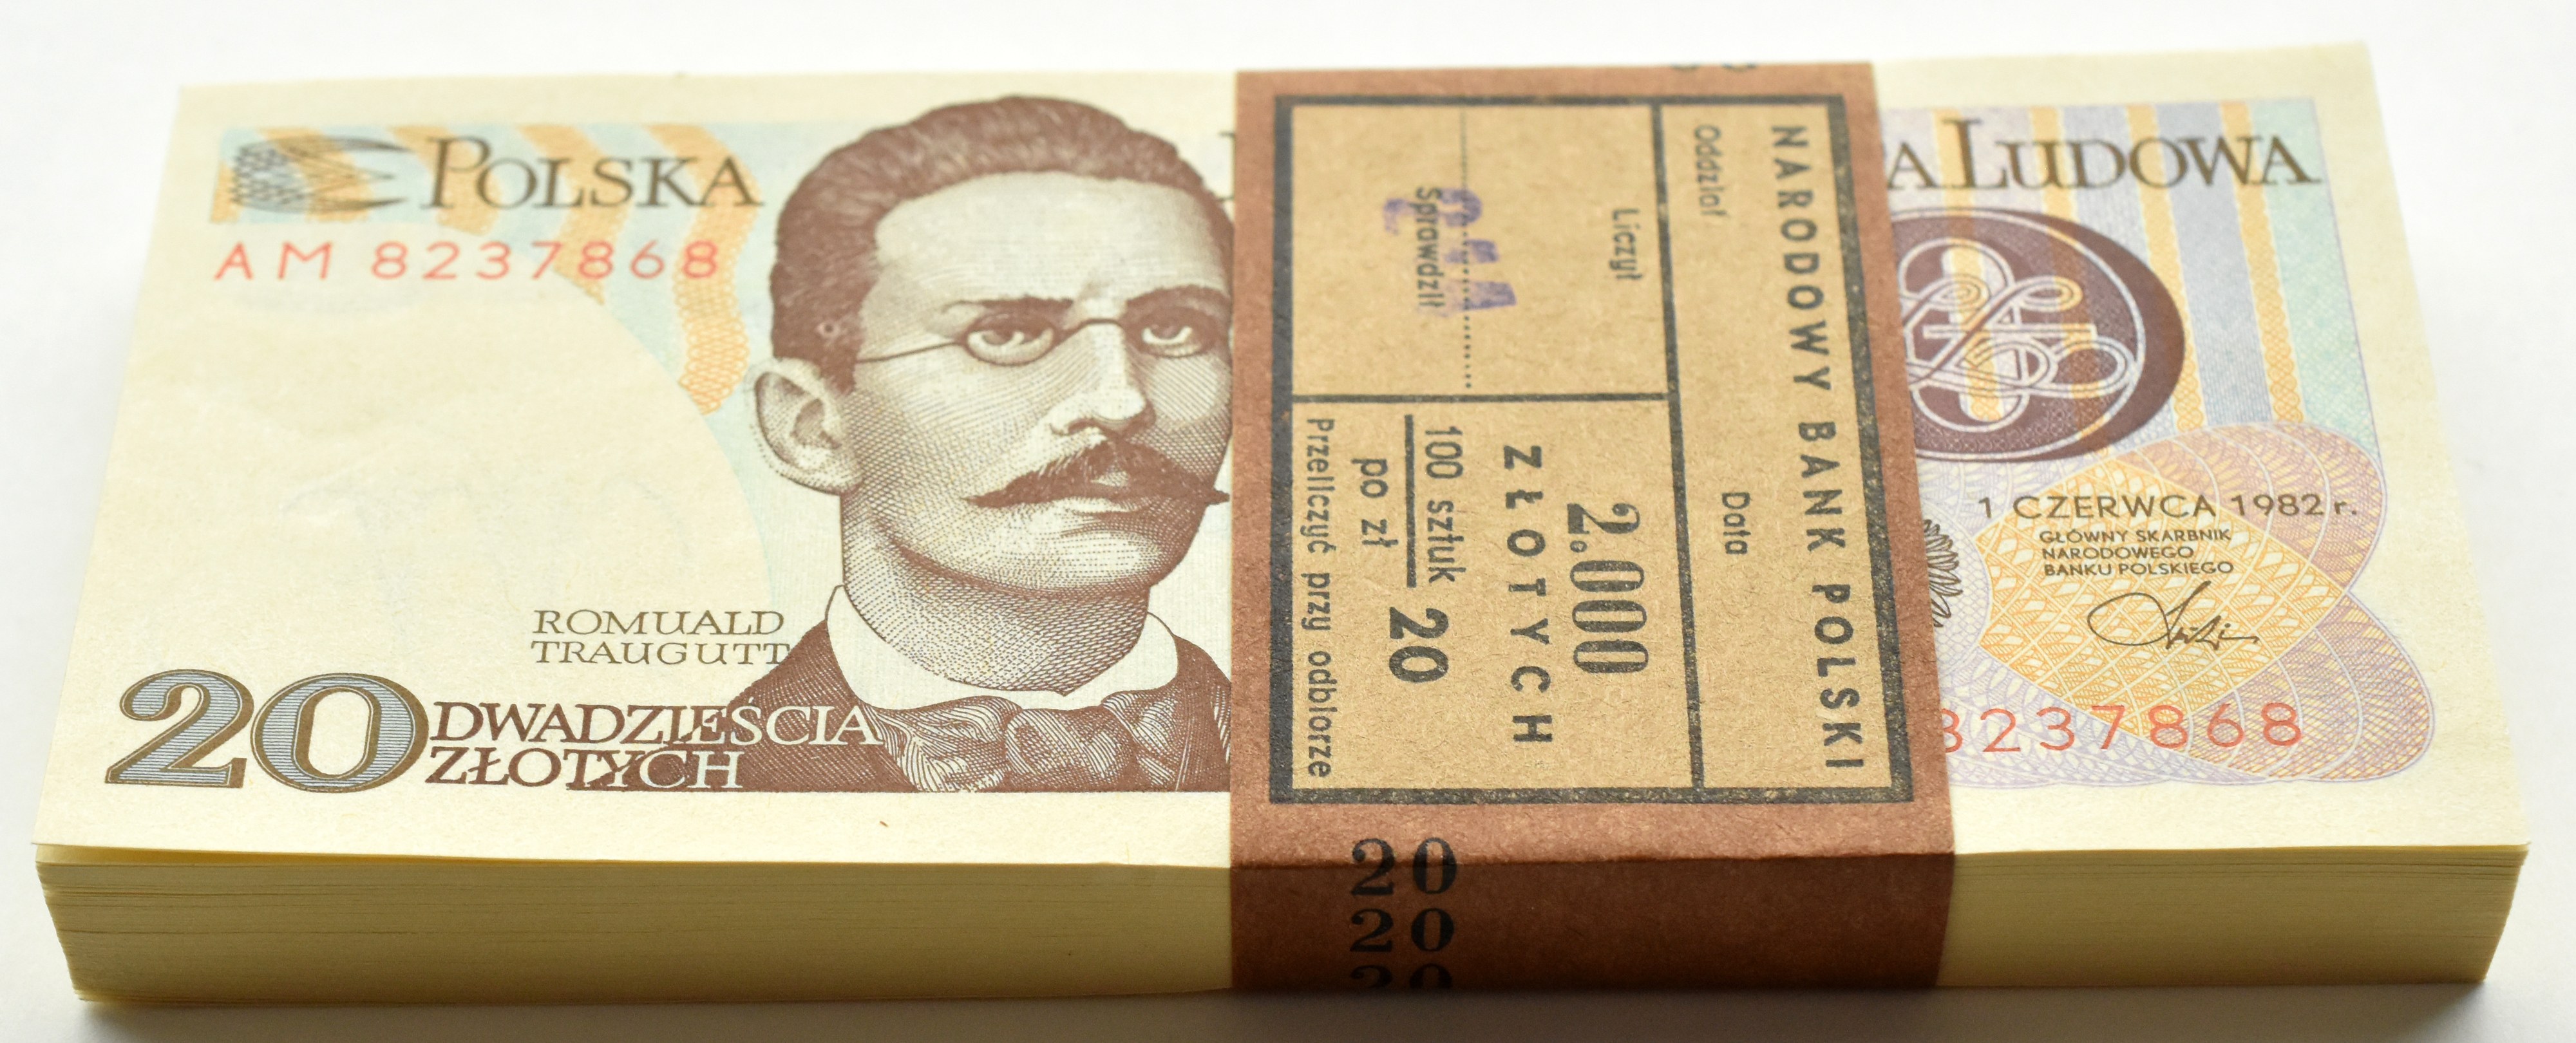 POLSKA
A LUDOWA
AM 8237868
1 CZERWCA 1982 r.
GŁÓWNY SKARBNIK
NARODOWEGO
BANKU POLSKIEGO
ROMUALD
TRAUGUTT
20 DWADZIEŚCIA
ZŁOTYCH
8237868
NARODOWY BANK POLSKI
Oddział Data
Liczył
2.000
ZŁOTYCH
Sprawdził
100 sztuk
po zł 20
Przeliczyć przy odbiorze
20
20
20